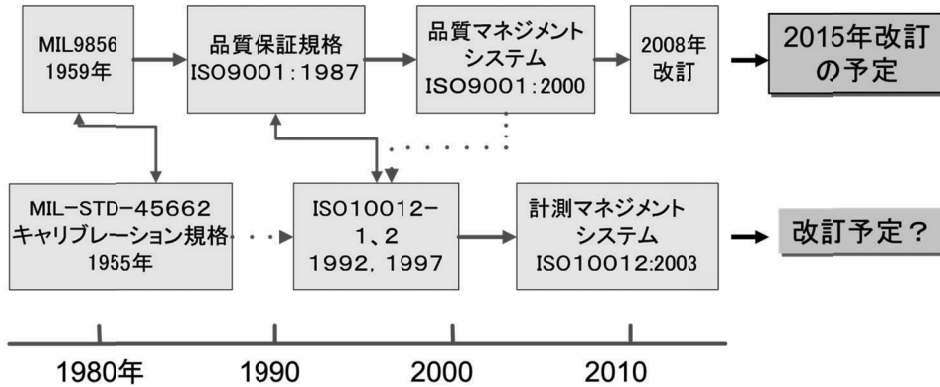 MIL9856
1959年
品質保証規格
ISO9001:1987
品質マネジメント
システム
ISO9001:2000
2008年
改訂
2015年改訂
の予定
MIL-STD-45662
キャリブレーション規格
1955年
ISO10012-
1、2
1992, 1997
計測マネジメント
システム
ISO10012:2003
改訂予定？
1980年
1990
2000
2010